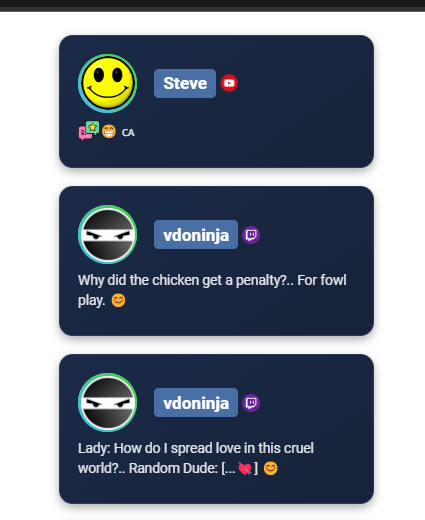 Steve
CA
vdoninja
Why did the chicken get a penalty?.. For fowl
play. 😊
vdoninja
Lady: How do I spread love in this cruel
world?.. Random Dude: [... 💘 ] 😊